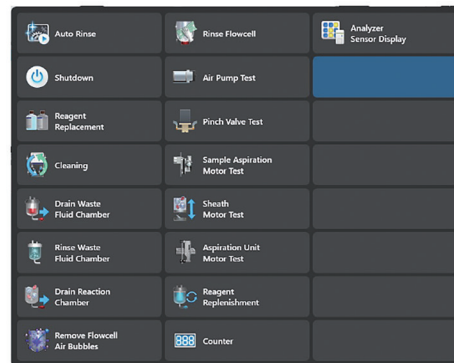 Auto Rinse
Rinse Flowcell
Analyzer
Sensor Display
Shutdown
Air Pump Test
Reagent
Replacement
Pinch Valve Test
Cleaning
Sample Aspiration
Motor Test
Drain Waste
Fluid Chamber
Sheath
Motor Test
Rinse Waste
Fluid Chamber
Aspiration Unit
Motor Test
Drain Reaction
Chamber
Reagent
Replenishment
Remove Flowcell
Air Bubbles
888
Counter